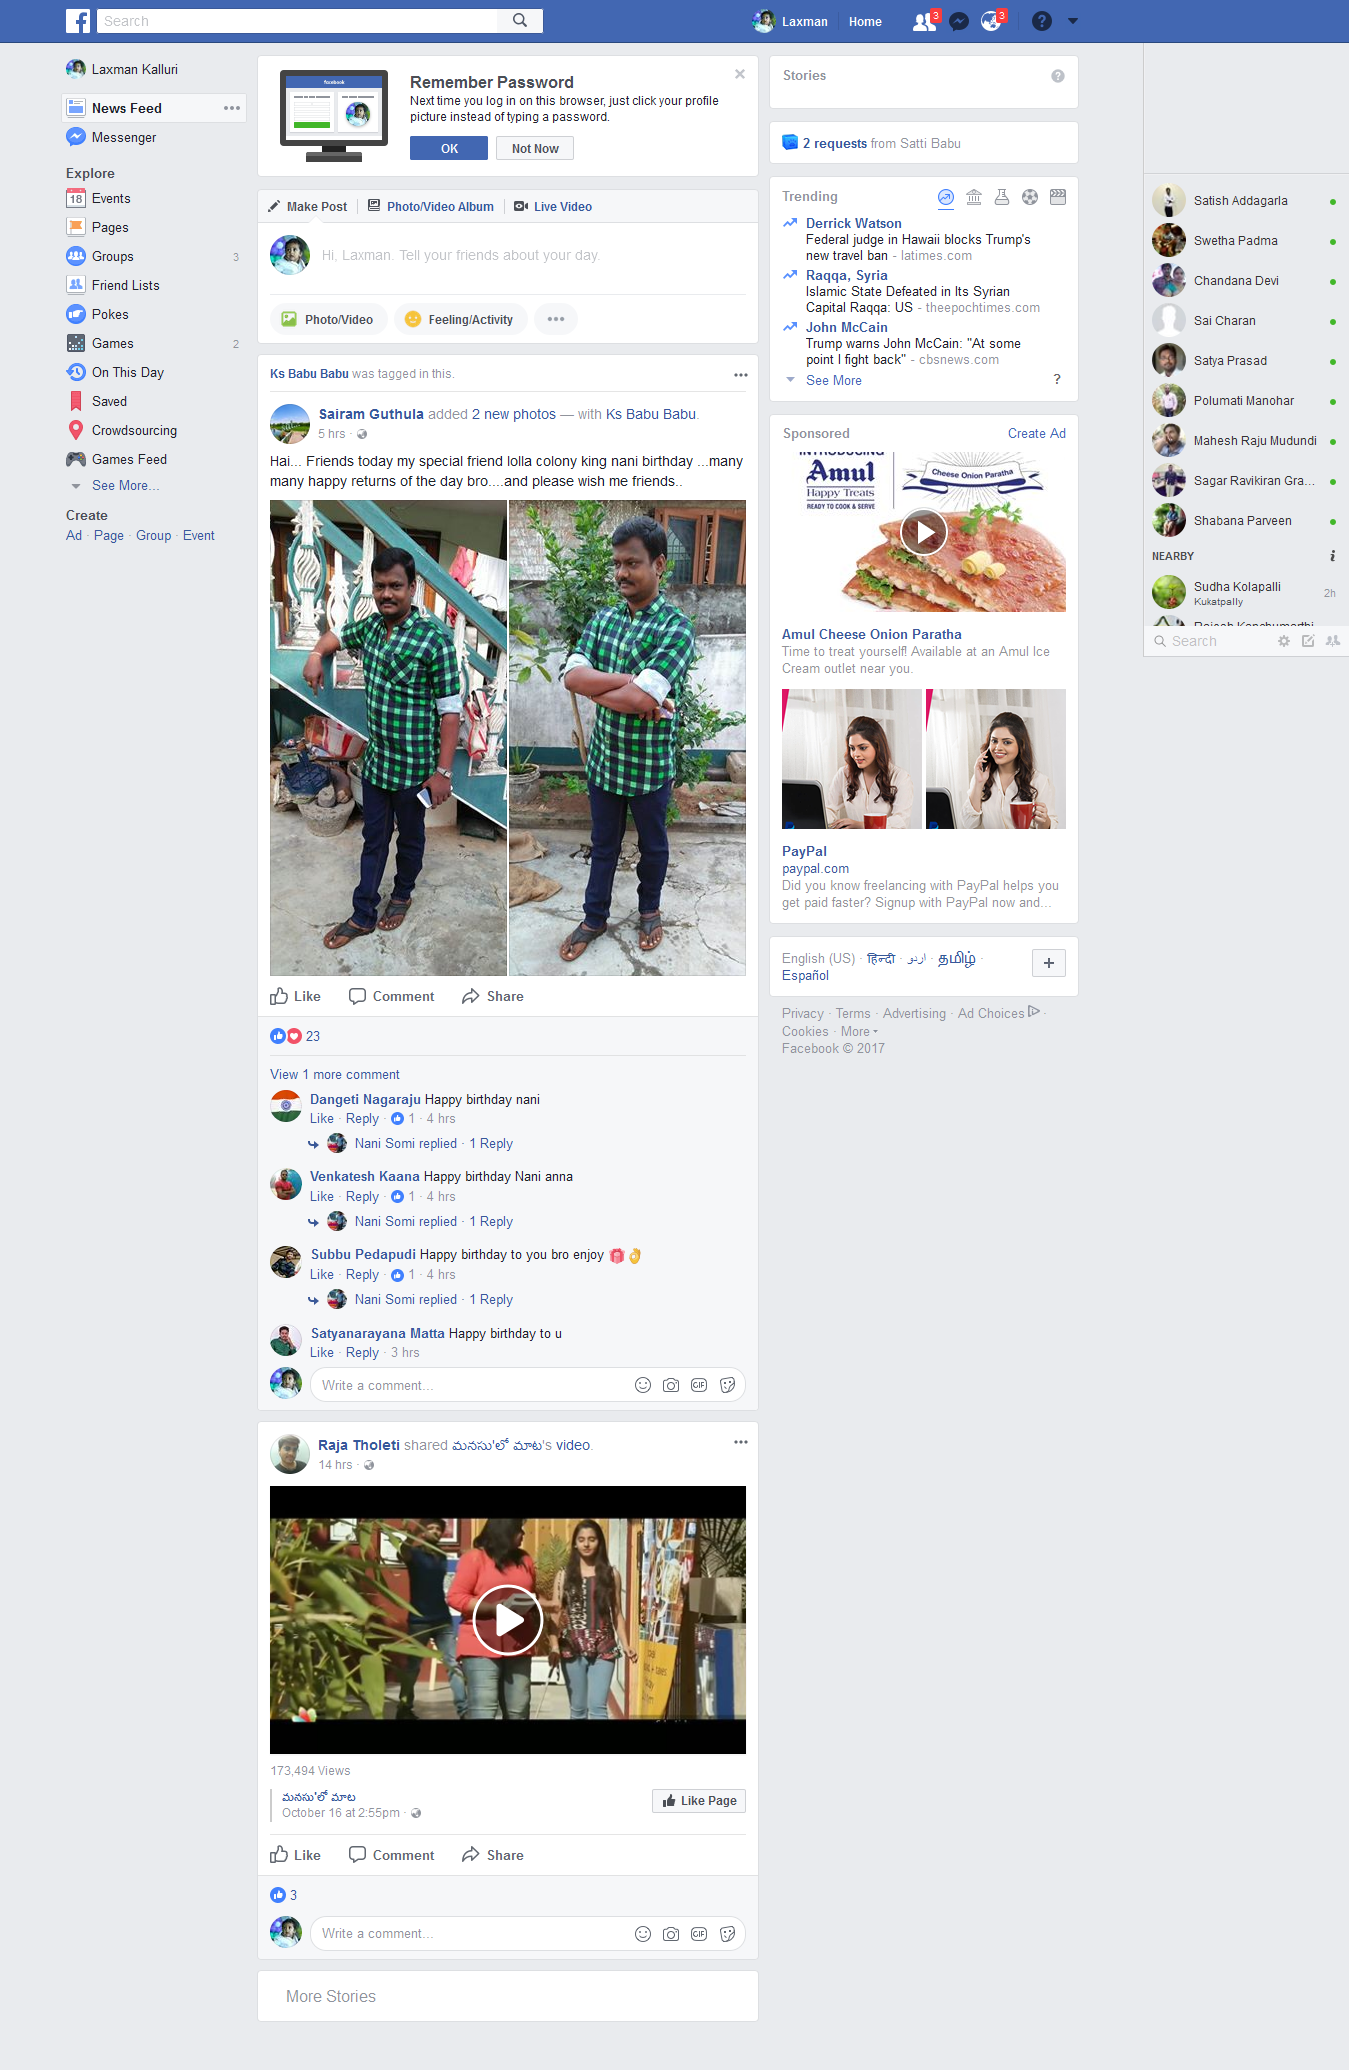 Search
Laxman
Home
3
3
Laxman Kalluri
News Feed
Messenger
Explore
18 Events
Pages
Groups 3
Friend Lists
Pokes
Games 2
On This Day
Saved
Crowdsourcing
Games Feed
See More...
Create
Ad · Page · Group · Event
facebook
Remember Password
Next time you log in on this browser, just click your profile
picture instead of typing a password.
OK
Not Now
Make Post
Photo/Video Album
Live Video
Hi, Laxman. Tell your friends about your day.
Photo/Video
Feeling/Activity
Ks Babu Babu was tagged in this.
Sairam Guthula added 2 new photos — with Ks Babu Babu.
5 hrs ·
Hai... Friends today my special friend lolla colony king nani birthday ...many
many happy returns of the day bro....and please wish me friends..
Like Comment Share
23
View 1 more comment
Dangeti Nagaraju Happy birthday nani
Like · Reply · 1 · 4 hrs
Nani Somi replied · 1 Reply
Venkatesh Kaana Happy birthday Nani anna
Like · Reply · 1 · 4 hrs
Nani Somi replied · 1 Reply
Subbu Pedapudi Happy birthday to you bro enjoy 🎁👌
Like · Reply · 1 · 4 hrs
Nani Somi replied · 1 Reply
Satyanarayana Matta Happy birthday to u
Like · Reply · 3 hrs
Write a comment...
GIF
Raja Tholeti shared మనసు'లో మాట's video.
14 hrs ·
173,494 Views
మనసు'లో మాట
October 16 at 2:55pm ·
Like Page
Like Comment Share
3
Write a comment...
GIF
More Stories
Stories
2 requests from Satti Babu
Trending
Derrick Watson
Federal judge in Hawaii blocks Trump's
new travel ban - latimes.com
Raqqa, Syria
Islamic State Defeated in Its Syrian
Capital Raqqa: US - theepochtimes.com
John McCain
Trump warns John McCain: "At some
point I fight back" - cbsnews.com
See More ?
Sponsored
Create Ad
INTRODUCING
Amul
Happy Treats
READY TO COOK & SERVE
Cheese Onion Paratha
Amul Cheese Onion Paratha
Time to treat yourself! Available at an Amul Ice
Cream outlet near you.
PayPal
paypal.com
Did you know freelancing with PayPal helps you
get paid faster? Signup with PayPal now and...
English (US) · हिन्दी · اردو · தமிழ் ·
Español
+
Privacy · Terms · Advertising · Ad Choices ·
Cookies · More
Facebook © 2017
Satish Addagarla
Swetha Padma
Chandana Devi
Sai Charan
Satya Prasad
Polumati Manohar
Mahesh Raju Mudundi
Sagar Ravikiran Gra...
Shabana Parveen
NEARBY
Sudha Kolapalli
Kukatpally
2h
Search